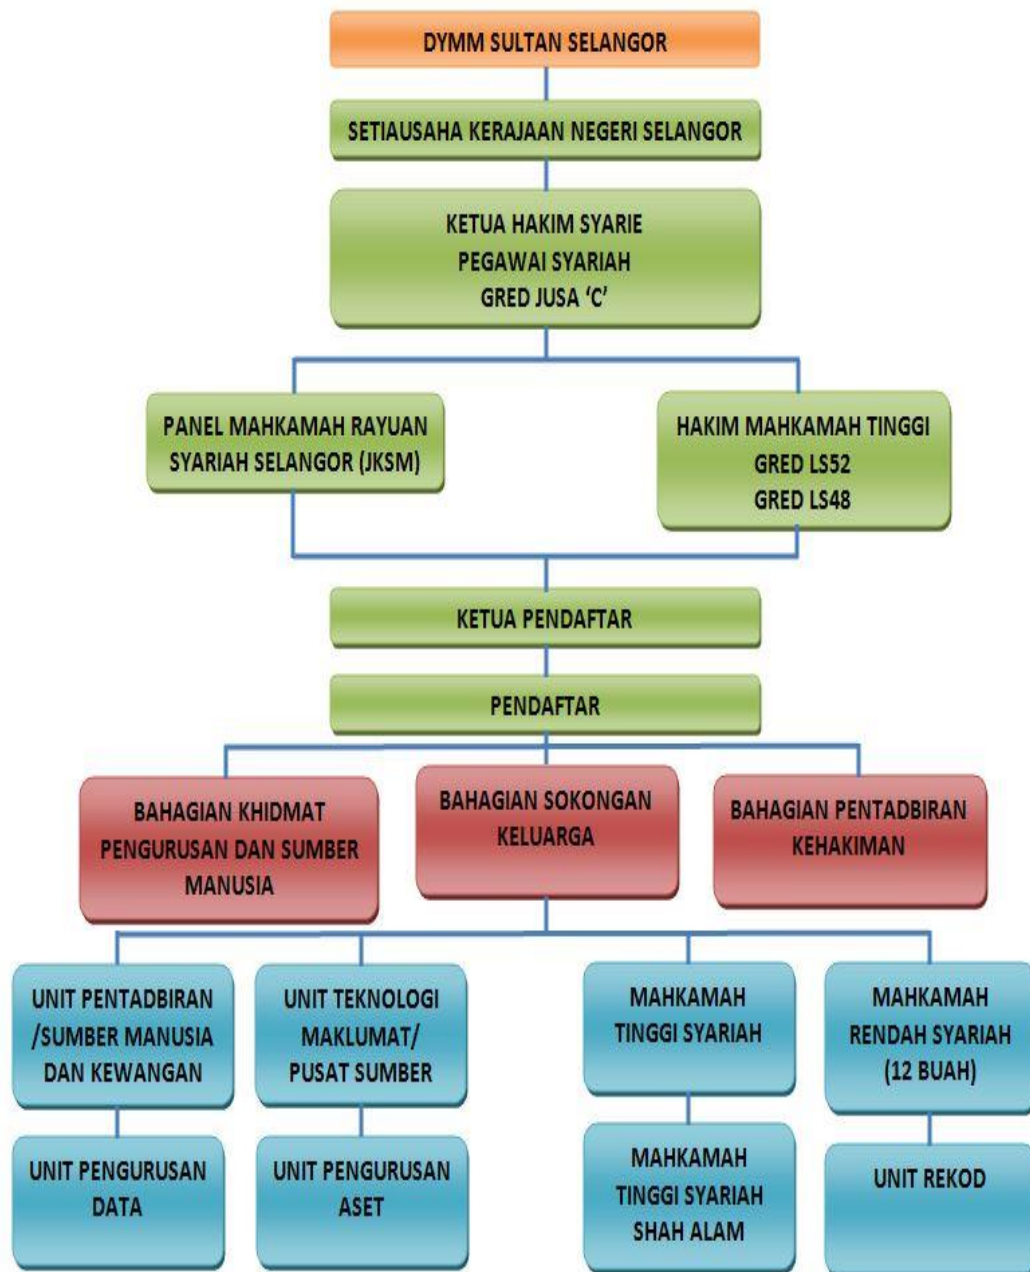 DYMM SULTAN SELANGOR
SETIAUSAHA KERAJAAN NEGERI SELANGOR
KETUA HAKIM SYARIE
PEGAWAI SYARIAH
GRED JUSA ‘C’
PANEL MAHKAMAH RAYUAN
SYARIAH SELANGOR (JKSM)
HAKIM MAHKAMAH TINGGI
GRED LS52
GRED LS48
KETUA PENDAFTAR
PENDAFTAR
BAHAGIAN KHIDMAT
PENGURUSAN DAN SUMBER
MANUSIA
BAHAGIAN SOKONGAN
KELUARGA
BAHAGIAN PENTADBIRAN
KEHAKIMAN
UNIT PENTADBIRAN
/SUMBER MANUSIA
DAN KEWANGAN
UNIT TEKNOLOGI
MAKLUMAT/
PUSAT SUMBER
MAHKAMAH
TINGGI SYARIAH
MAHKAMAH
RENDAH SYARIAH
(12 BUAH)
UNIT PENGURUSAN
DATA
UNIT PENGURUSAN
ASET
MAHKAMAH
TINGGI SYARIAH
SHAH ALAM
UNIT REKOD